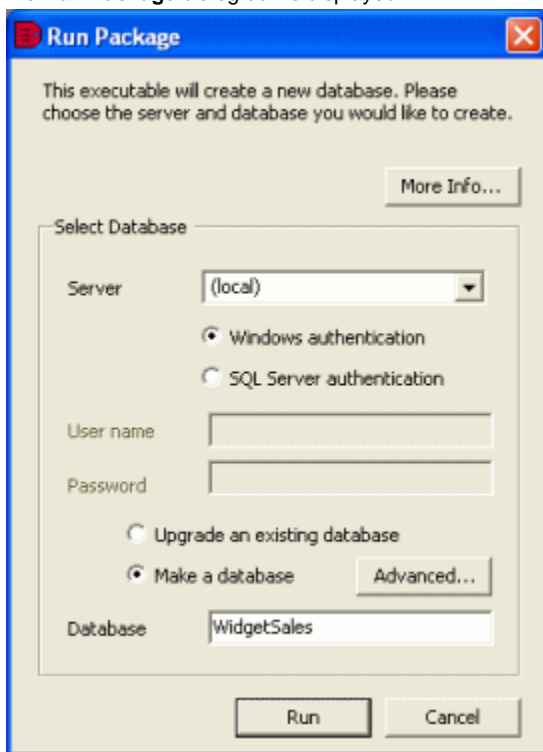 Run Package
This executable will create a new database. Please
choose the server and database you would like to create.
More Info...
Select Database
Server
(local)
Windows authentication
SQL Server authentication
User name
Password
Upgrade an existing database
Make a database
Advanced...
Database
WidgetSales
Run
Cancel